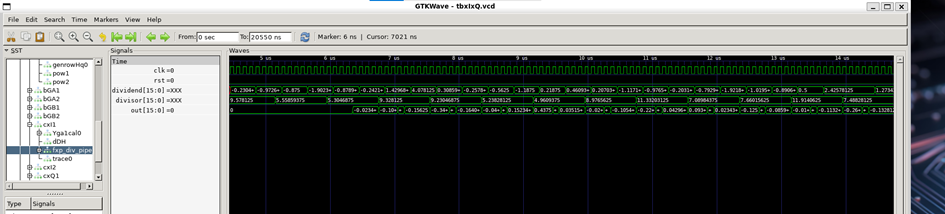 GTKWave - tbxIxQ.vcd
File Edit Search Time Markers View Help
From: 0 sec To: 20550 ns Marker: 6 ns | Cursor: 7021 ns
SST
genrowHq0
pow1
pow2
bGA1
bGA2
bGB1
bGB2
cxI1
Yga1cal0
dDH
fxp_div_pipe
trace0
cxI2
cxQ1
Type Signals
Signals
Time
clk=0
rst=0
dividend[15:0]=XXX
divisor[15:0]=XXX
out[15:0]=XXX
Waves
5 us 6 us 7 us 8 us 9 us 10 us 11 us 12 us 13 us 14 us
-0.2304+ -0.9726+ -0.875 -1.9023+ -0.8789+ -0.2421+ -1.42968+ 4.0781+ 0.30859+ -0.2578+ -0.5625 -1.1875 0.21875 0.46093+ 0.20703+ -1.1171+ -0.9765+ -0.2031+ -0.7929+ -1.9218+ -1.0195+ -0.8906+ 0.5 2.42578125
9.578125 5.55859375 5.3046875 9.328125 9.23046875 5.23828125 4.9609375 8.9765625 11.33203125 7.08984375 7.66015625 11.9140625 7.48828125
0 -0.0234+ -0.10+ -0.15625 -0.34+ -0.1640+ -0.04+ -0.10+ 0.15234+ 0.4375 0.03515+ -0.02+ -0.1054+ -0.22+ 0.04296+ 0.093+ 0.02343+ -0.125 -0.0859+ -0.01+ -0.1132+ -0.26+